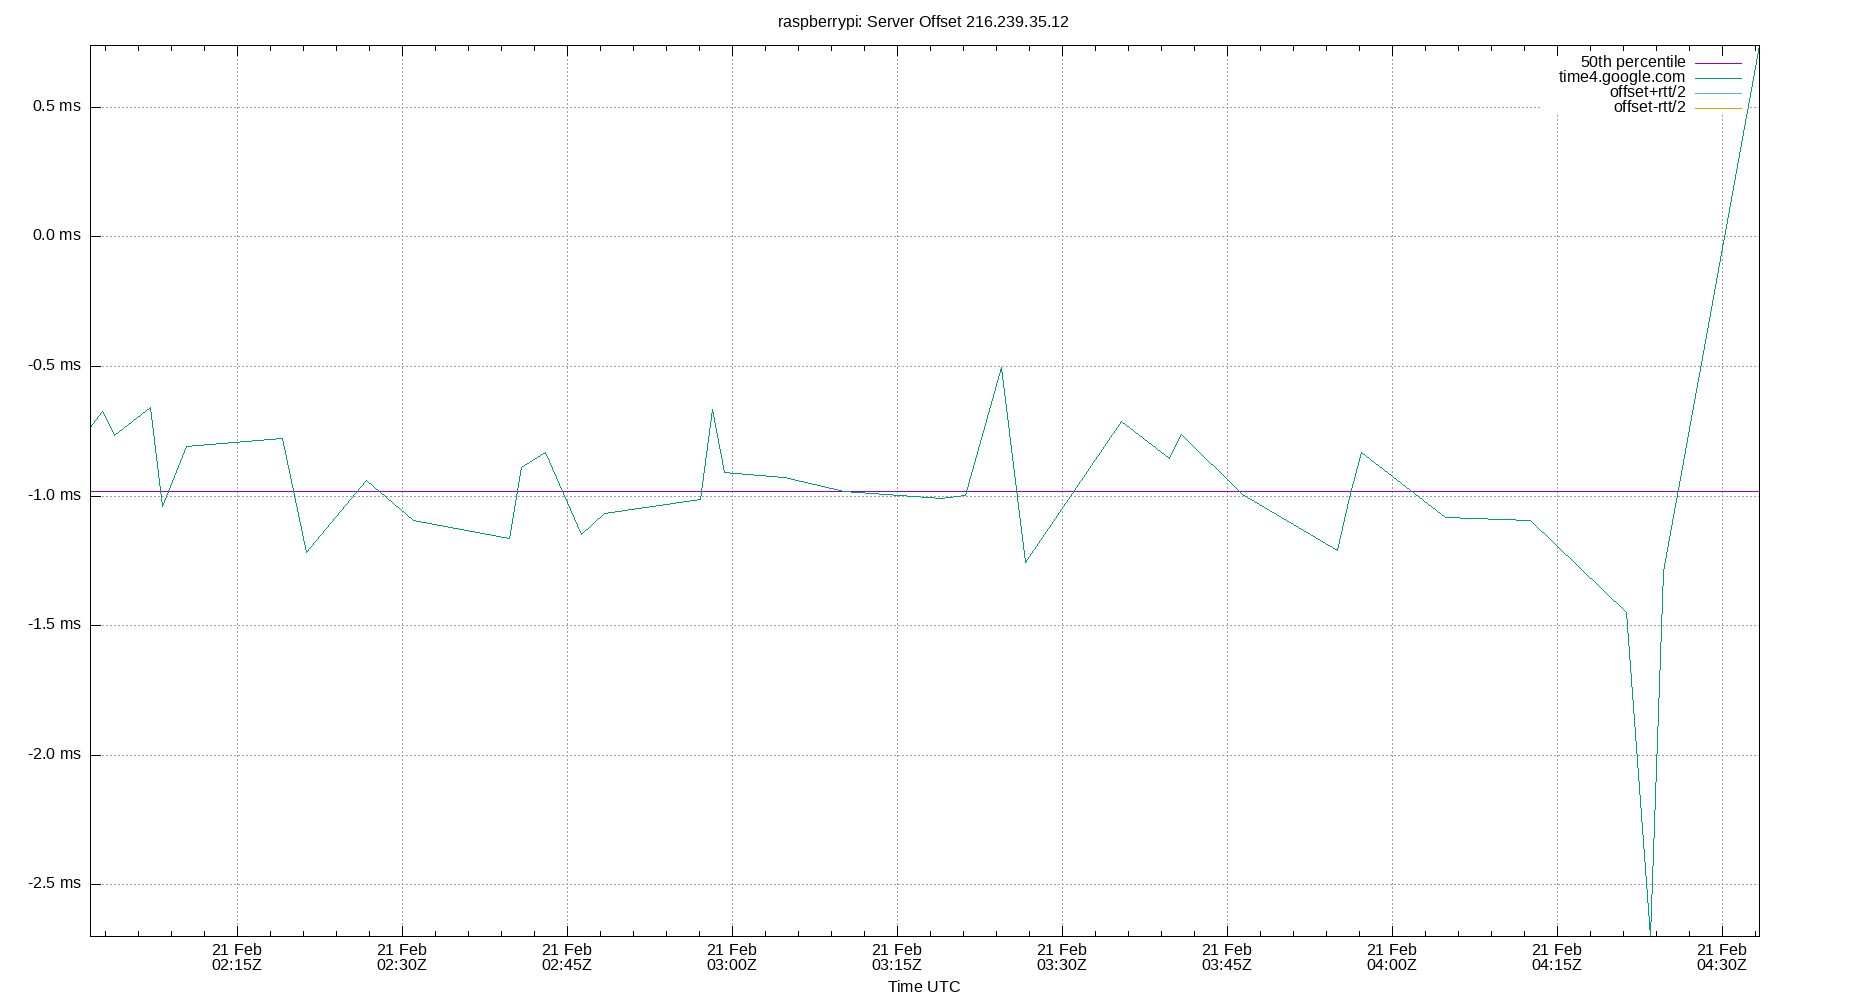 raspberrypi: Server Offset 216.239.35.12
50th percentile
time4.google.com
offset+rtt/2
offset-rtt/2
0.5 ms
0.0 ms
-0.5 ms
-1.0 ms
-1.5 ms
-2.0 ms
-2.5 ms
21 Feb 21 Feb 21 Feb 21 Feb 21 Feb 21 Feb 21 Feb 21 Feb 21 Feb 21 Feb
02:15Z 02:30Z 02:45Z 03:00Z 03:15Z 03:30Z 03:45Z 04:00Z 04:15Z 04:30Z
Time UTC